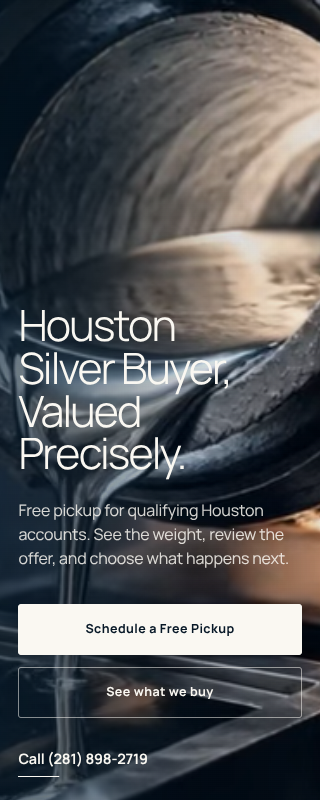 Houston
Silver Buyer,
Valued
Precisely.
Free pickup for qualifying Houston
accounts. See the weight, review the
offer, and choose what happens next.
Schedule a Free Pickup
See what we buy
Call (281) 898-2719